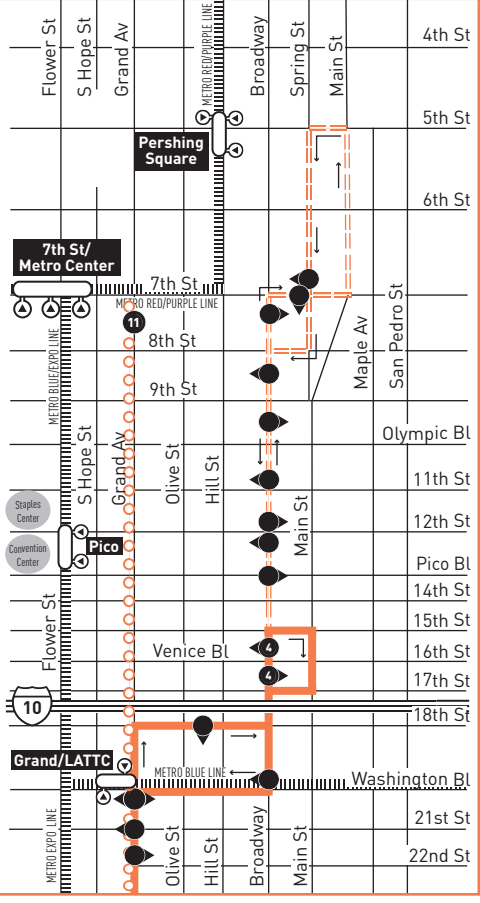 Flower St
S Hope St
Grand Av
METRO RED/PURPLE LINE
Broadway
Spring St
Main St
4th St
5th St
Pershing
Square
6th St
7th St/
Metro Center
7th St
METRO RED/PURPLE LINE
11
8th St
METRO BLUE/EXPO LINE
9th St
Maple Av
San Pedro St
Olympic Bl
S Hope St
Grand Av
Olive St
Hill St
11th St
Staples
Center
12th St
Main St
Convention
Center
Pico
Pico Bl
14th St
15th St
Flower St
Venice Bl
4
16th St
4
17th St
10
18th St
Grand/LATTC
METRO BLUE LINE
Washington Bl
METRO EXPO LINE
21st St
Olive St
Hill St
Broadway
Main St
22nd St